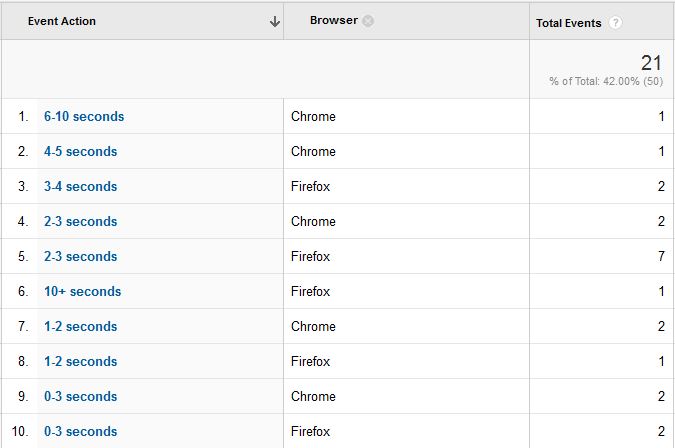 Event Action Browser Total Events ?
21
% of Total: 42.00% (50)
1. 6-10 seconds Chrome 1
2. 4-5 seconds Chrome 1
3. 3-4 seconds Firefox 2
4. 2-3 seconds Chrome 2
5. 2-3 seconds Firefox 7
6. 10+ seconds Firefox 1
7. 1-2 seconds Chrome 2
8. 1-2 seconds Firefox 1
9. 0-3 seconds Chrome 2
10. 0-3 seconds Firefox 2